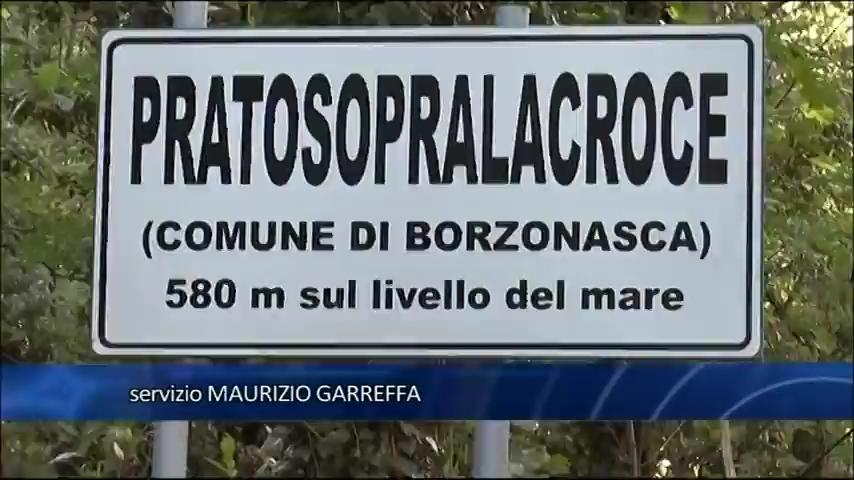 PRATOSOPRALACROCE
(COMUNE DI BORZONASCA)
580 m sul livello del mare
servizio MAURIZIO GARREFFA